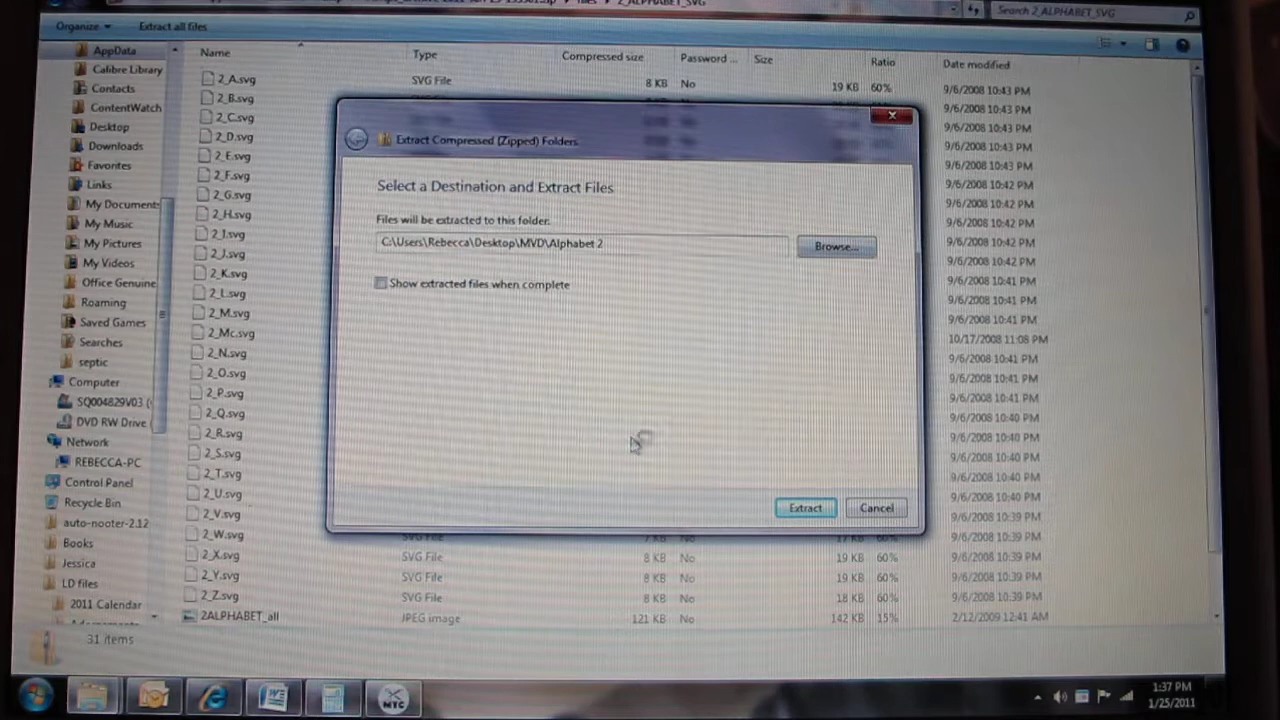 2_ALPHABET_SVG
Search 2_ALPHABET_SVG
Organize
Extract all files
AppData
Calibre Library
Contacts
ContentWatch
Desktop
Downloads
Favorites
Links
My Documents
My Music
My Pictures
My Videos
Office Genuine
Roaming
Saved Games
Searches
septic
Computer
SQ004829V03 (
DVD RW Drive
Network
REBECCA-PC
Control Panel
Recycle Bin
auto-nooter-2.12
Books
Jessica
LD files
2011 Calendar
Name Type Compressed size Password ... Size Ratio Date modified
2_A.svg SVG File 8 KB No 19 KB 60% 9/6/2008 10:43 PM
2_B.svg 9/6/2008 10:43 PM
2_C.svg 9/6/2008 10:43 PM
2_D.svg 9/6/2008 10:43 PM
2_E.svg 9/6/2008 10:43 PM
2_F.svg 9/6/2008 10:42 PM
2_G.svg 9/6/2008 10:42 PM
2_H.svg 9/6/2008 10:42 PM
2_I.svg 9/6/2008 10:42 PM
2_J.svg 9/6/2008 10:42 PM
2_K.svg 9/6/2008 10:41 PM
2_L.svg 9/6/2008 10:41 PM
2_M.svg 9/6/2008 10:41 PM
2_Mc.svg 10/17/2008 11:08 PM
2_N.svg 9/6/2008 10:41 PM
2_O.svg 9/6/2008 10:41 PM
2_P.svg 9/6/2008 10:41 PM
2_Q.svg 9/6/2008 10:40 PM
2_R.svg 9/6/2008 10:40 PM
2_S.svg 9/6/2008 10:40 PM
2_T.svg 9/6/2008 10:40 PM
2_U.svg 9/6/2008 10:40 PM
2_V.svg 9/6/2008 10:39 PM
2_W.svg SVG File 7 KB No 17 KB 60% 9/6/2008 10:39 PM
2_X.svg SVG File 8 KB No 19 KB 60% 9/6/2008 10:39 PM
2_Y.svg SVG File 8 KB No 19 KB 60% 9/6/2008 10:39 PM
2_Z.svg SVG File 8 KB No 18 KB 60% 9/6/2008 10:39 PM
2ALPHABET_all JPEG image 121 KB No 142 KB 15% 2/12/2009 12:41 AM
Extract Compressed (Zipped) Folders
Select a Destination and Extract Files
Files will be extracted to this folder:
C:\Users\Rebecca\Desktop\MVD\Alphabet 2
Browse...
Show extracted files when complete
Extract
Cancel
31 items
MTC
1:37 PM
1/25/2011